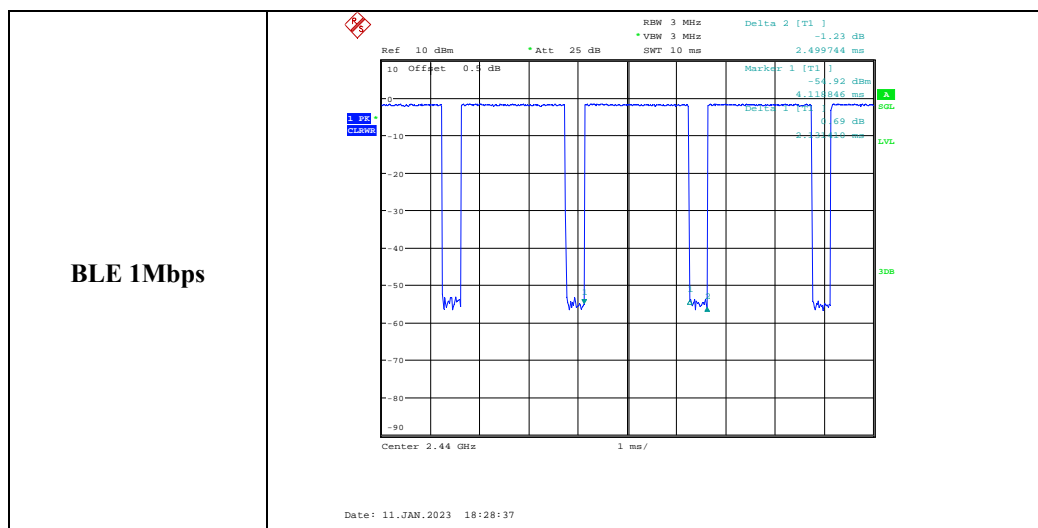 BLE 1Mbps
R S
RBW 3 MHz Delta 2 [T1 ]
* VBW 3 MHz -1.23 dB
Ref 10 dBm * Att 25 dB SWT 10 ms 2.499744 ms
10 Offset 0.5 dB Marker 1 [T1 ]
-54.92 dBm
4.118846 ms
A
0
SGL
Delta 1 [T1 ]
1 PK *
0.69 dB
CLRWR
-10
LVL
-20
-30
-40
3DB
-50
1
2
-60
-70
-80
-90
Center 2.44 GHz 1 ms/
Date: 11.JAN.2023 18:28:37